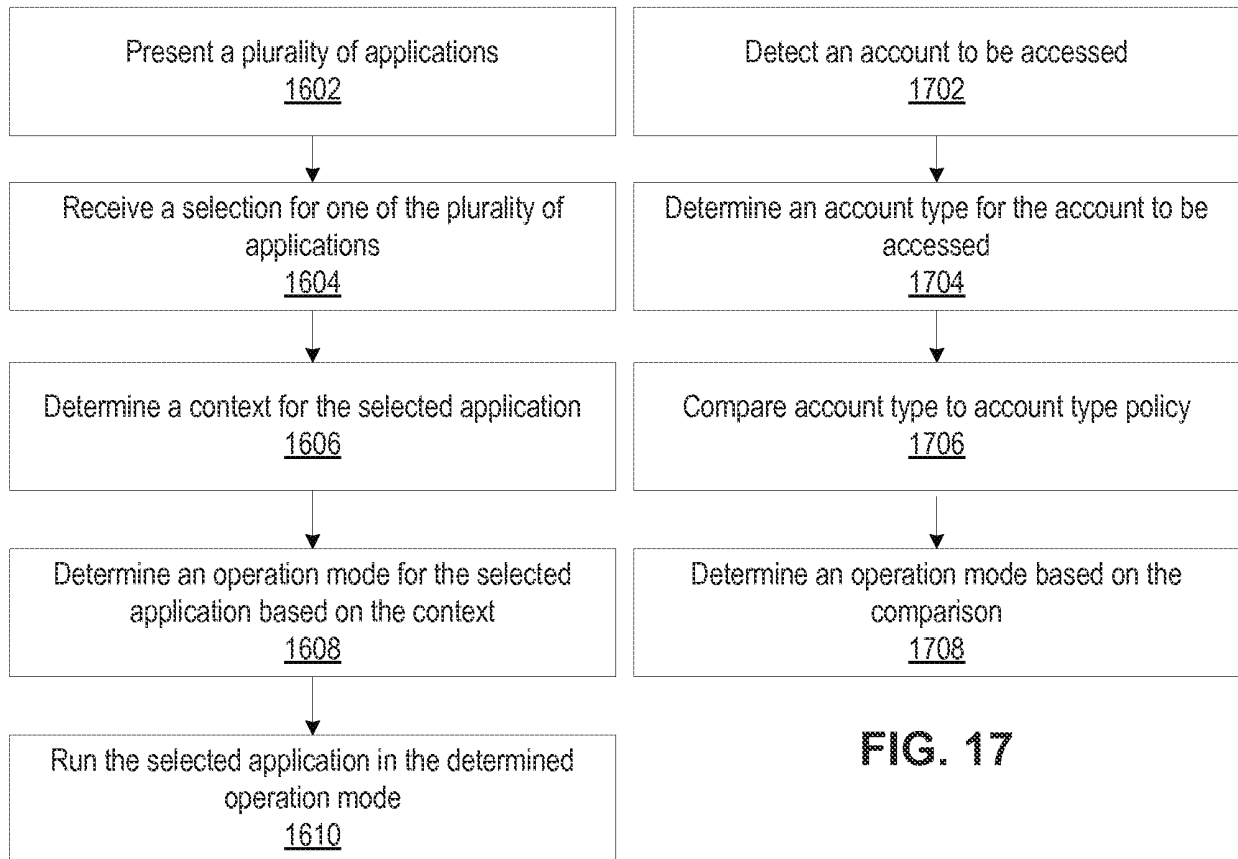 Present a plurality of applications
1602
Receive a selection for one of the plurality of
applications
1604
Determine a context for the selected application
1606
Determine an operation mode for the selected
application based on the context
1608
Run the selected application in the determined
operation mode
1610
Detect an account to be accessed
1702
Determine an account type for the account to be
accessed
1704
Compare account type to account type policy
1706
Determine an operation mode based on the
comparison
1708
FIG. 17